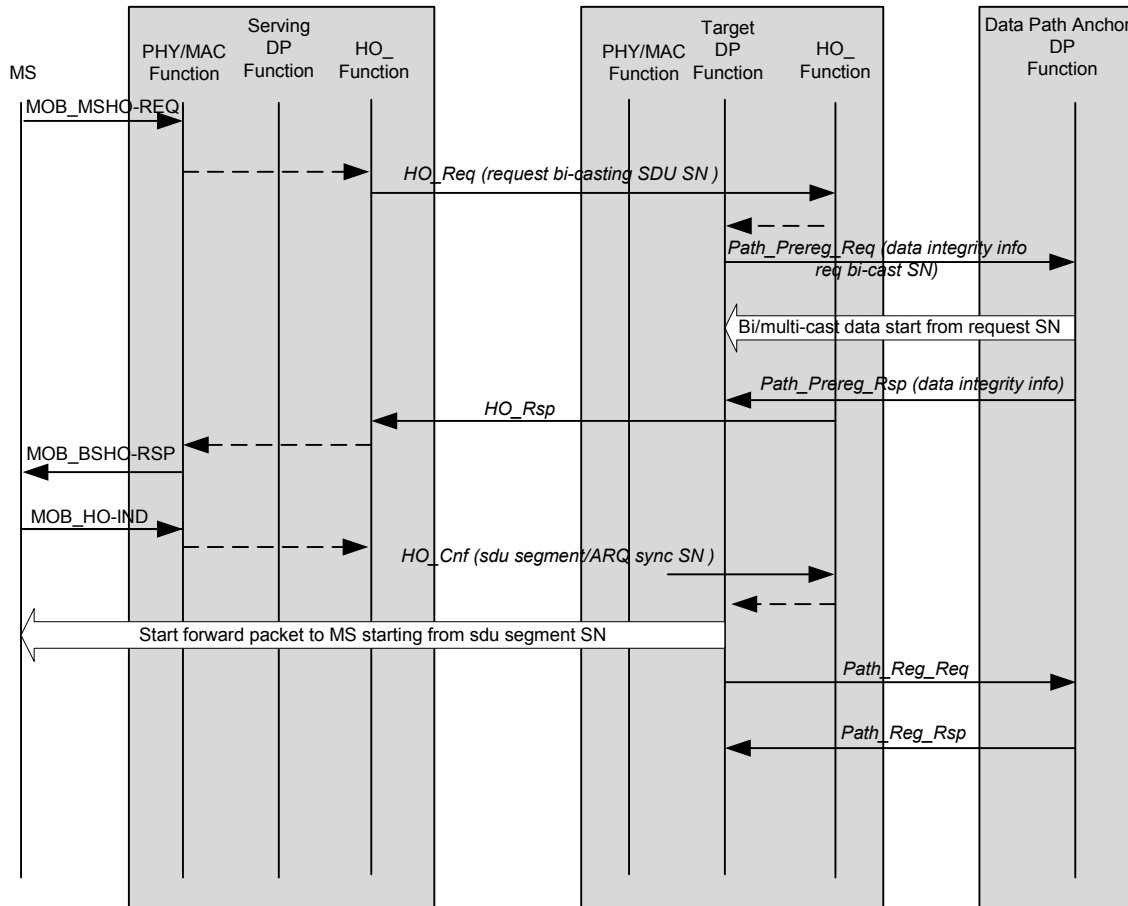 MS
PHY/MAC
Function
Serving
DP
Function
HO_
Function
PHY/MAC
Function
Target
DP
Function
HO_
Function
Data Path Anchor
DP
Function
MOB_MSHO-REQ
HO_Req (request bi-casting SDU SN )
Path_Prereg_Req (data integrity info
req bi-cast SN)
Bi/multi-cast data start from request SN
Path_Prereg_Rsp (data integrity info)
HO_Rsp
MOB_BSHO-RSP
MOB_HO-IND
HO_Cnf (sdu segment/ARQ sync SN )
Start forward packet to MS starting from sdu segment SN
Path_Reg_Req
Path_Reg_Rsp